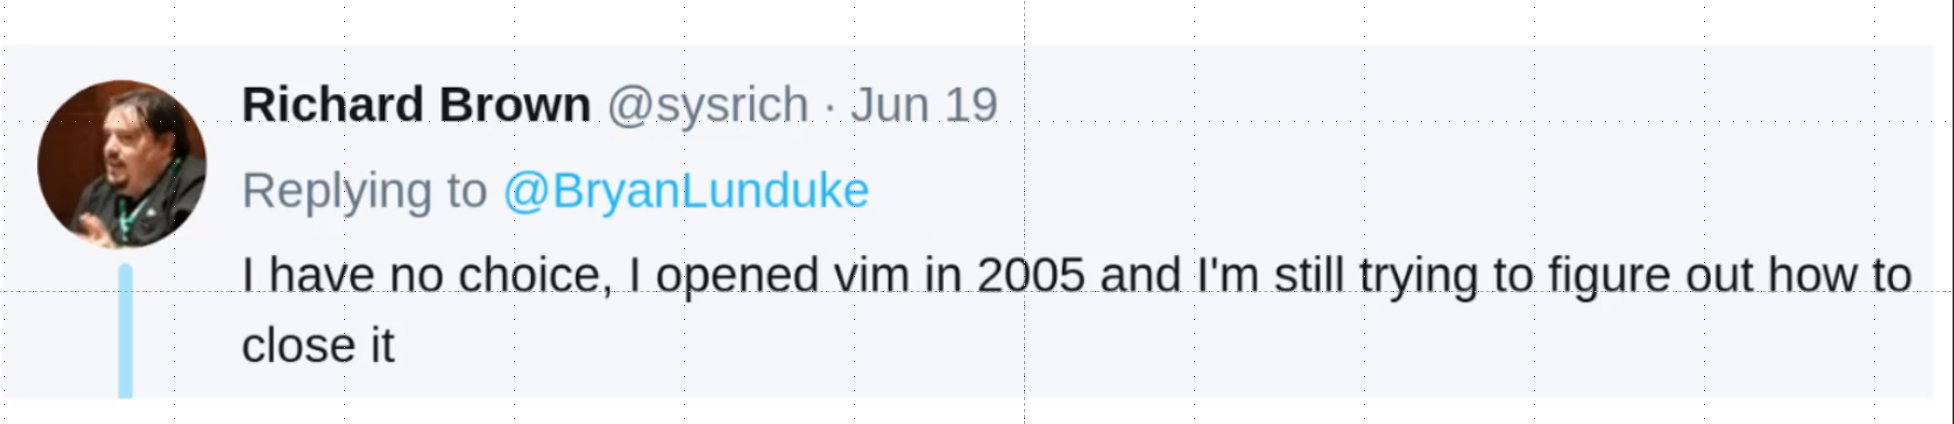 Richard Brown @sysrich · Jun 19
Replying to @BryanLunduke
I have no choice, I opened vim in 2005 and I'm still trying to figure out how to
close it